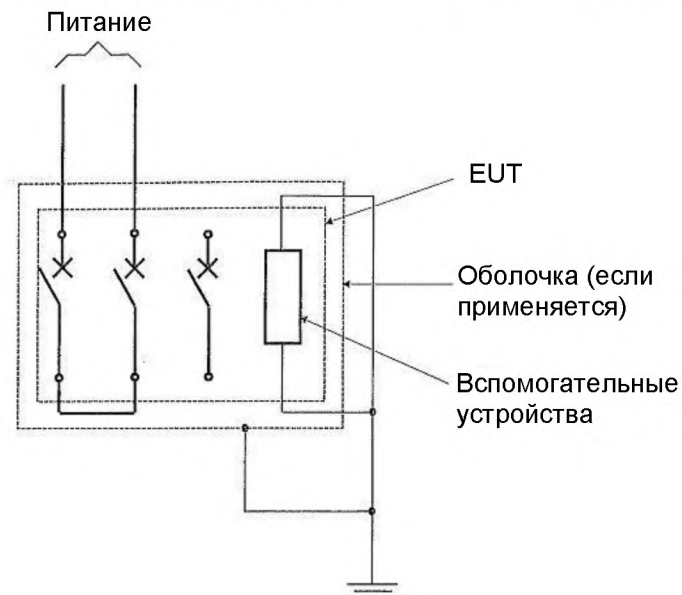 Питание
EUT
Оболочка (если
применяется)
Вспомогательные
устройства